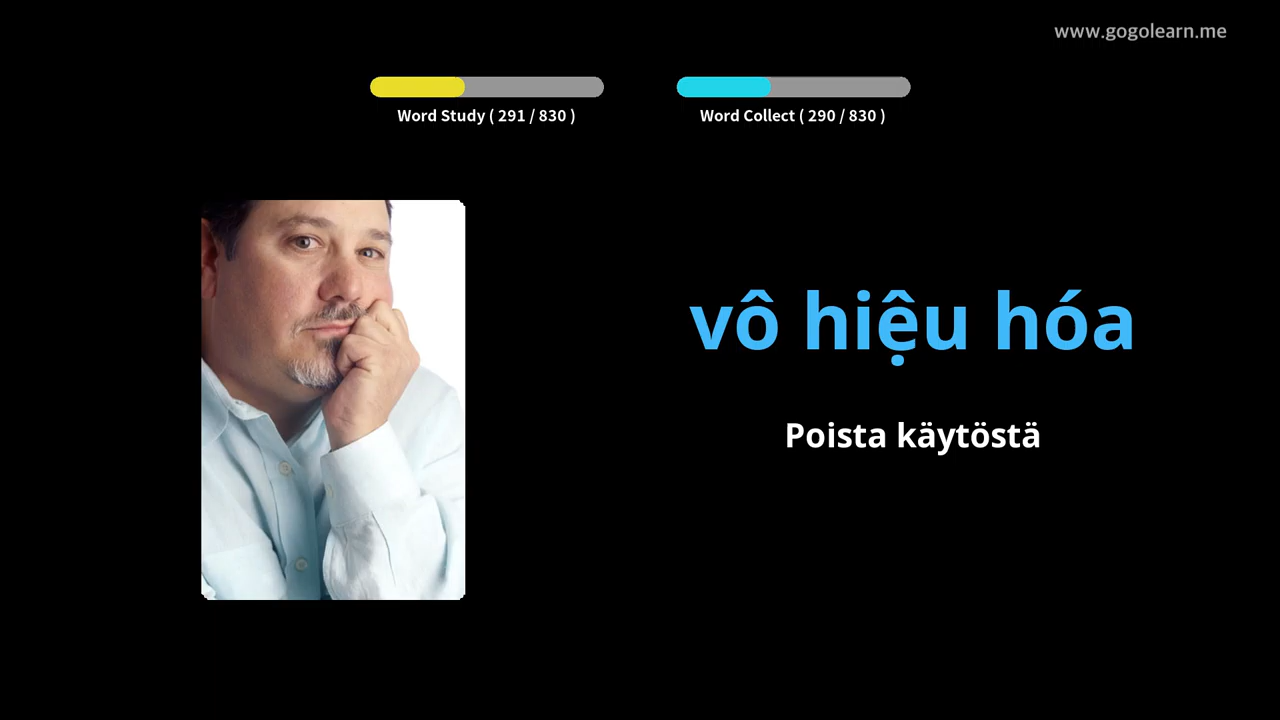 www.gogolearn.me
Word Study ( 291 / 830 )
Word Collect ( 290 / 830 )
vô hiệu hóa
Poista käytöstä